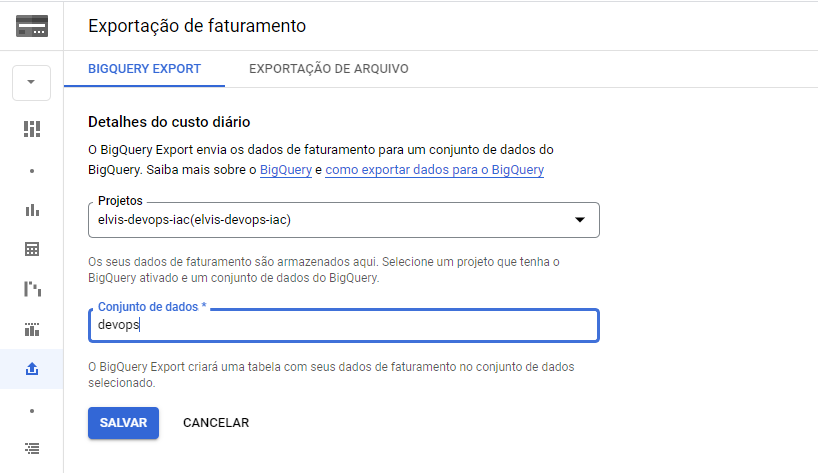 Exportação de faturamento
BIGQUERY EXPORT
EXPORTAÇÃO DE ARQUIVO
Detalhes do custo diário
O BigQuery Export envia os dados de faturamento para um conjunto de dados do
BigQuery. Saiba mais sobre o BigQuery e como exportar dados para o BigQuery
Projetos
elvis-devops-iac(elvis-devops-iac)
Os seus dados de faturamento são armazenados aqui. Selecione um projeto que tenha o
BigQuery ativado e um conjunto de dados do BigQuery.
Conjunto de dados *
devops
O BigQuery Export criará uma tabela com seus dados de faturamento no conjunto de dados
selecionado.
SALVAR
CANCELAR